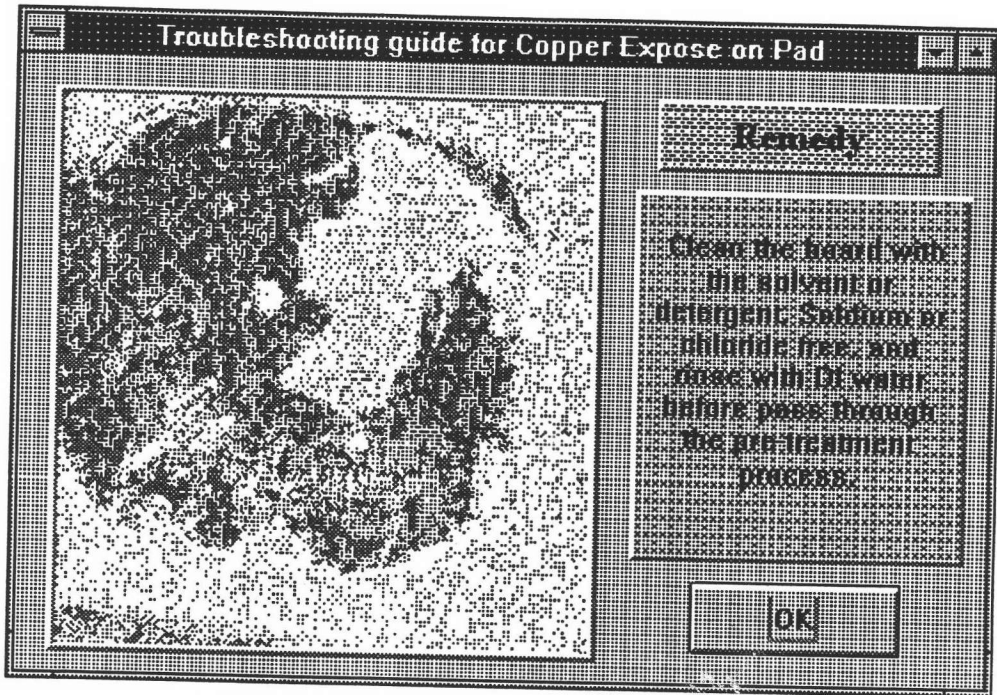 Troubleshooting guide for Copper Expose on Pad
Remedy
Clean the board with
the solvent or
detergent. Soldium or
chloride free. and
rinse with DI water
before pass through
the pre treatment
process.
OK